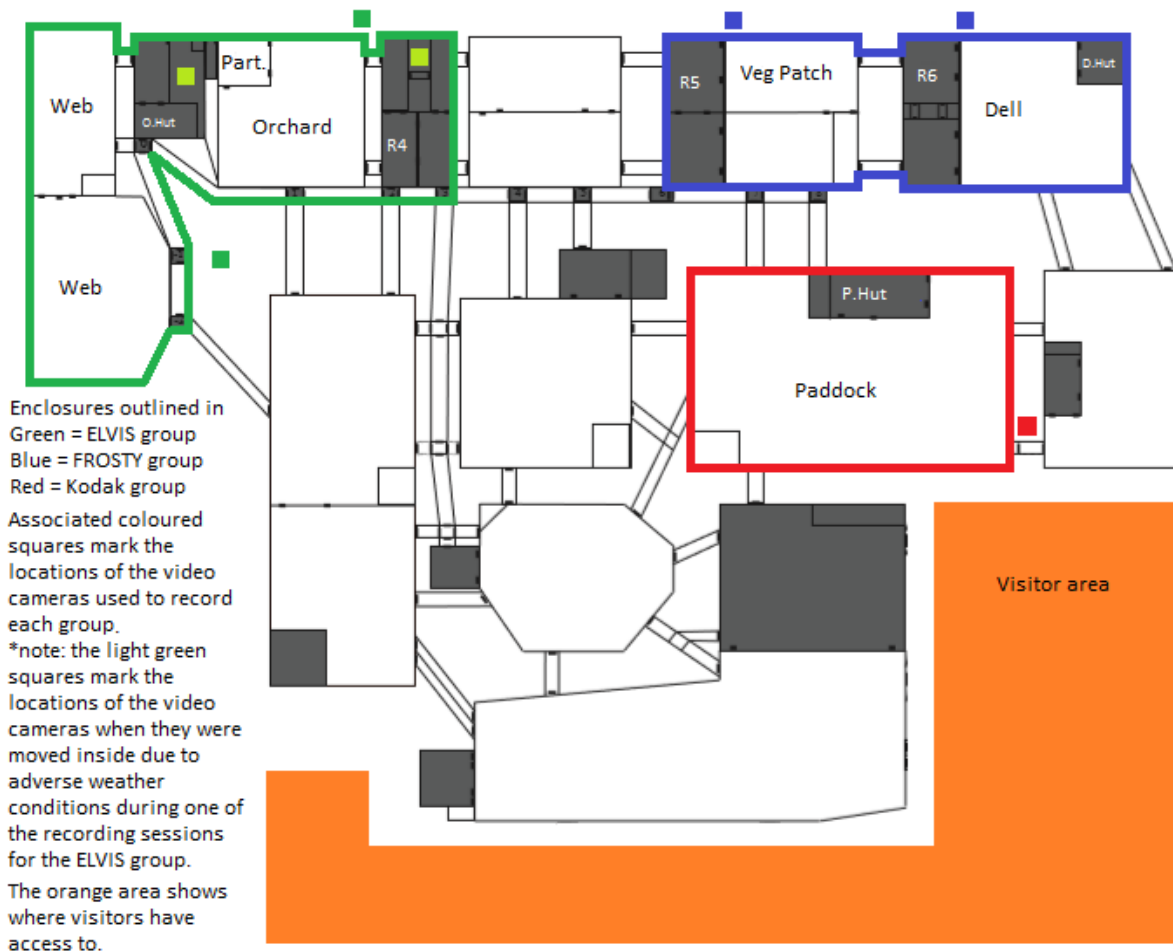 Web
O.Hut
Part.
Orchard
R4
R5
Veg Patch
R6
Dell
D.Hut
Web
P.Hut
Paddock
Enclosures outlined in
Green = ELVIS group
Blue = FROSTY group
Red = Kodak group
Associated coloured
squares mark the
locations of the video
cameras used to record
each group.
*note: the light green
squares mark the
locations of the video
cameras when they were
moved inside due to
adverse weather
conditions during one of
the recording sessions
for the ELVIS group.
The orange area shows
where visitors have
access to.
Visitor area